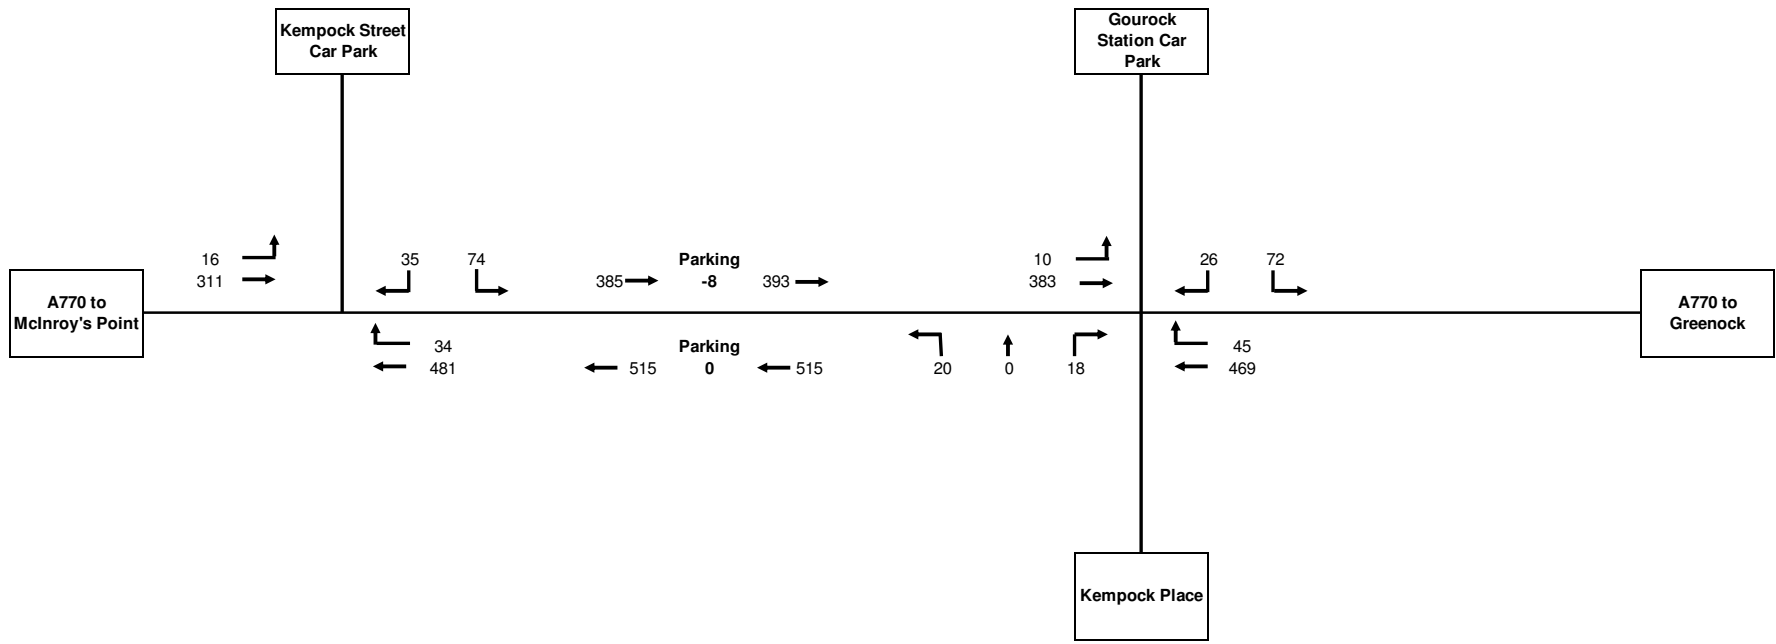 Kempock Street
Car Park
Gourock
Station Car
Park
16
311
35 74
385
Parking
-8
393
10
383
26 72
A770 to
McInroy's Point
A770 to
Greenock
34
481
515
Parking
0
515
20 0 18
45
469
Kempock Place